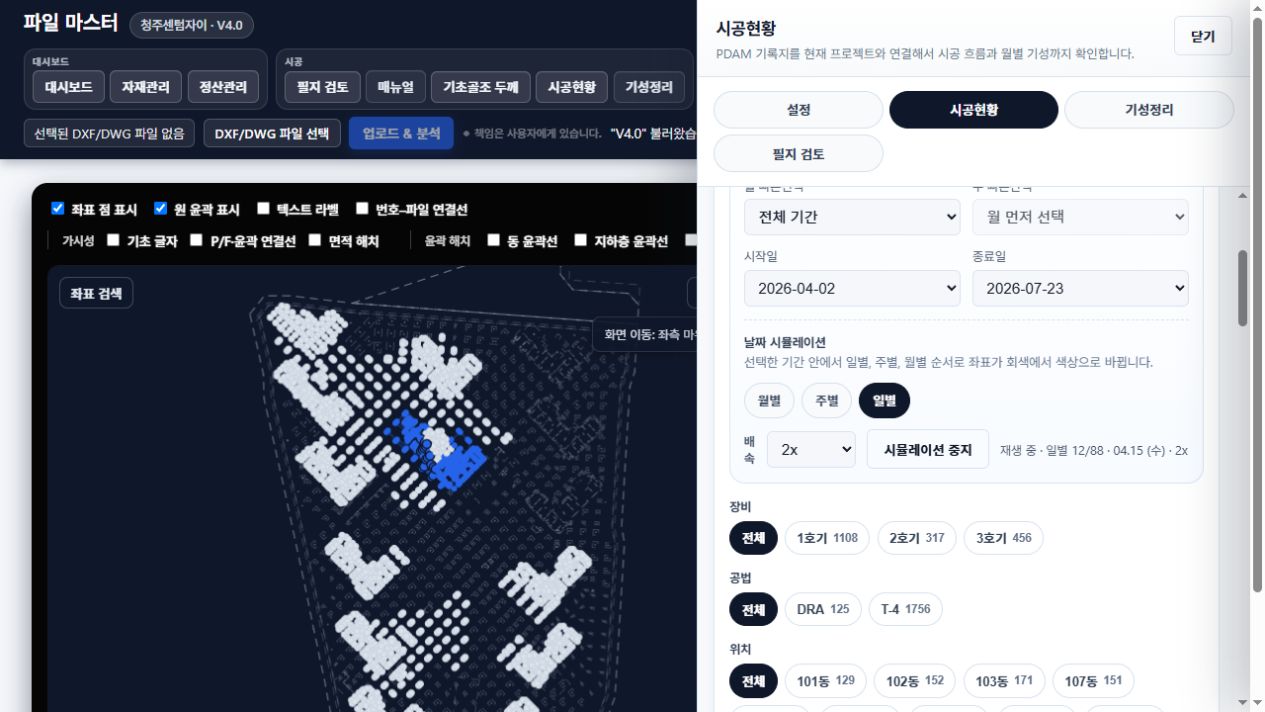 파일 마스터
청주센텀자이 · V4.0
대시보드
대시보드
자재관리
정산관리
시공
필지 검토
매뉴얼
기초골조 두께
시공현황
기성정리
선택된 DXF/DWG 파일 없음
DXF/DWG 파일 선택
업로드 & 분석
책임은 사용자에게 있습니다.
"V4.0" 불러왔습
좌표 점 표시
원 윤곽 표시
텍스트 라벨
번호–파일 연결선
가시성
기초 글자
P/F-윤곽 연결선
면적 해치
윤곽 해치
동 윤곽선
지하층 윤곽선
좌표 검색
화면 이동: 좌측 마
시공현황
PDAM 기록지를 현재 프로젝트와 연결해서 시공 흐름과 월별 기성까지 확인합니다.
닫기
설정
시공현황
기성정리
필지 검토
전체 기간
월 먼저 선택
시작일
종료일
2026-04-02
2026-07-23
날짜 시뮬레이션
선택한 기간 안에서 일별, 주별, 월별 순서로 좌표가 회색에서 색상으로 바뀝니다.
월별
주별
일별
배속
2x
시뮬레이션 중지
재생 중 · 일별 12/88 · 04.15 (수) · 2x
장비
전체
1호기 1108
2호기 317
3호기 456
공법
전체
DRA 125
T-4 1756
위치
전체
101동 129
102동 152
103동 171
107동 151